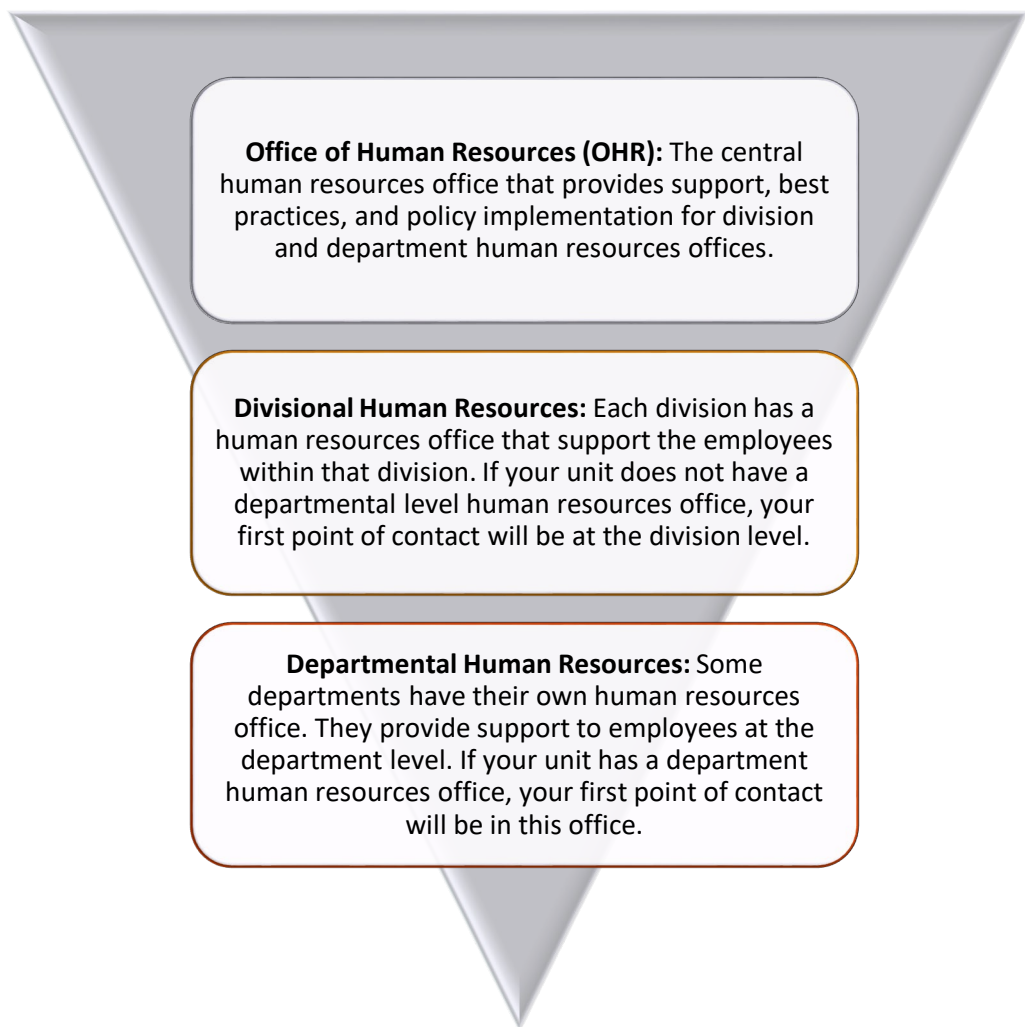 Office of Human Resources (OHR): The central
human resources office that provides support, best
practices, and policy implementation for division
and department human resources offices.
Divisional Human Resources: Each division has a
human resources office that support the employees
within that division. If your unit does not have a
departmental level human resources office, your
first point of contact will be at the division level.
Departmental Human Resources: Some
departments have their own human resources
office. They provide support to employees at the
department level. If your unit has a department
human resources office, your first point of contact
will be in this office.